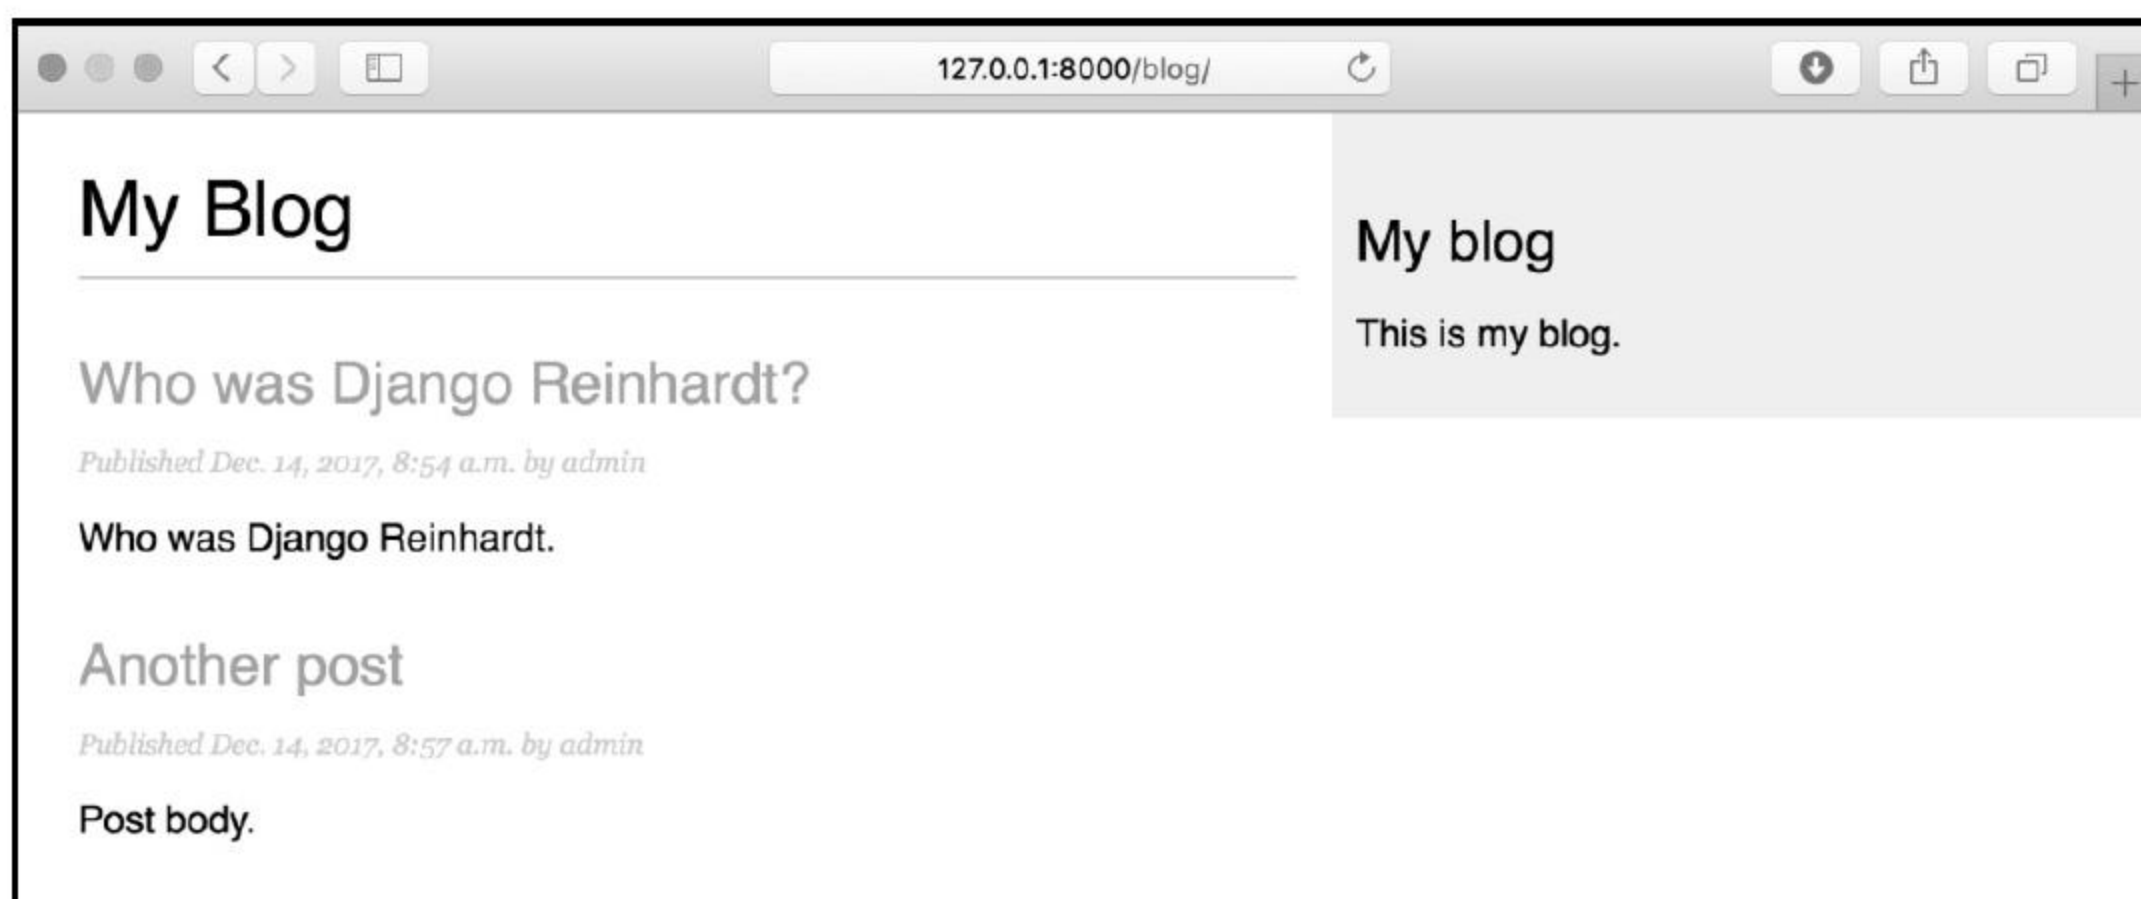 127.0.0.1:8000/blog/
My Blog
Who was Django Reinhardt?
Published Dec. 14, 2017, 8:54 a.m. by admin
Who was Django Reinhardt.
Another post
Published Dec. 14, 2017, 8:57 a.m. by admin
Post body.
My blog
This is my blog.